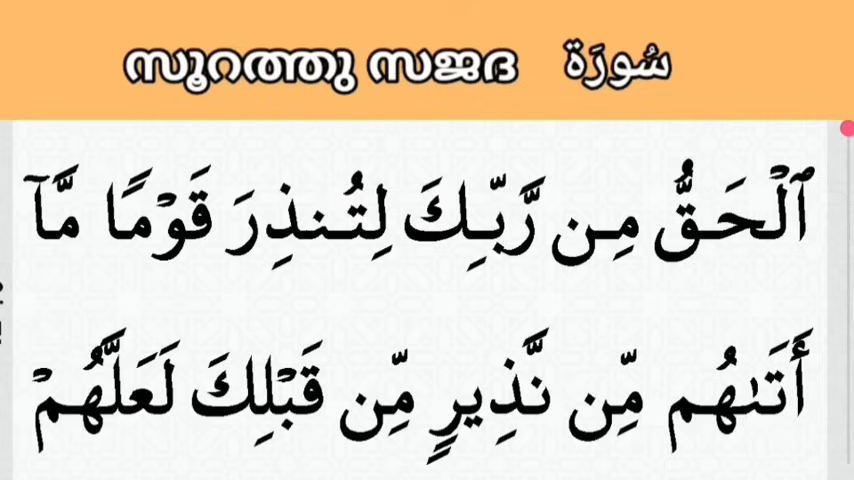 സൂറത്തു സജദ سُورَة
ٱلْحَقُّ مِن رَّبِّكَ لِتُنذِرَ قَوْمًا مَّآ
أَتَىٰهُم مِّن نَّذِيرٍ مِّن قَبْلِكَ لَعَلَّهُمْ